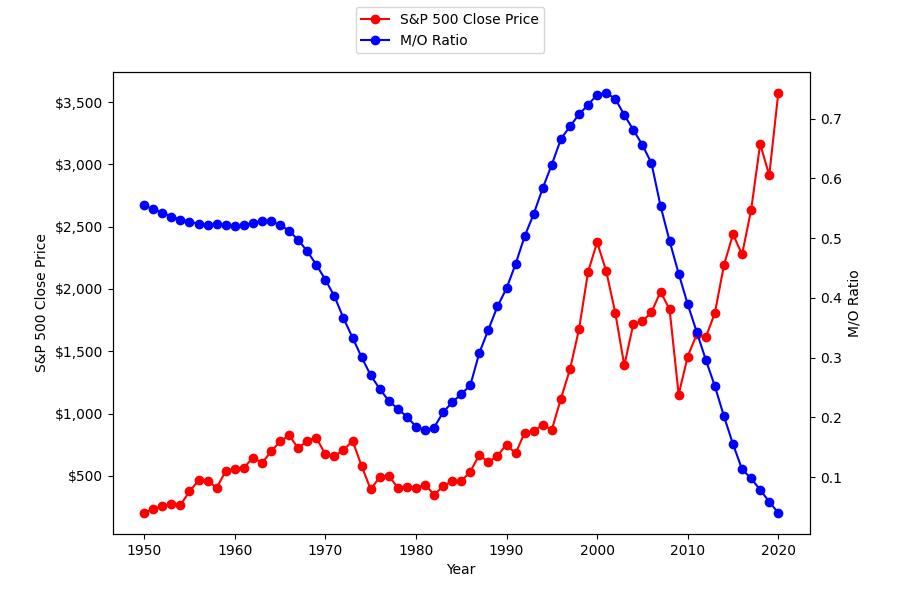 S&P 500 Close Price
M/O Ratio
$3,500
$3,000
$2,500
$2,000
$1,500
$1,000
$500
S&P 500 Close Price
0.7
0.6
0.5
0.4
0.3
0.2
0.1
M/O Ratio
1950 1960 1970 1980 1990 2000 2010 2020
Year